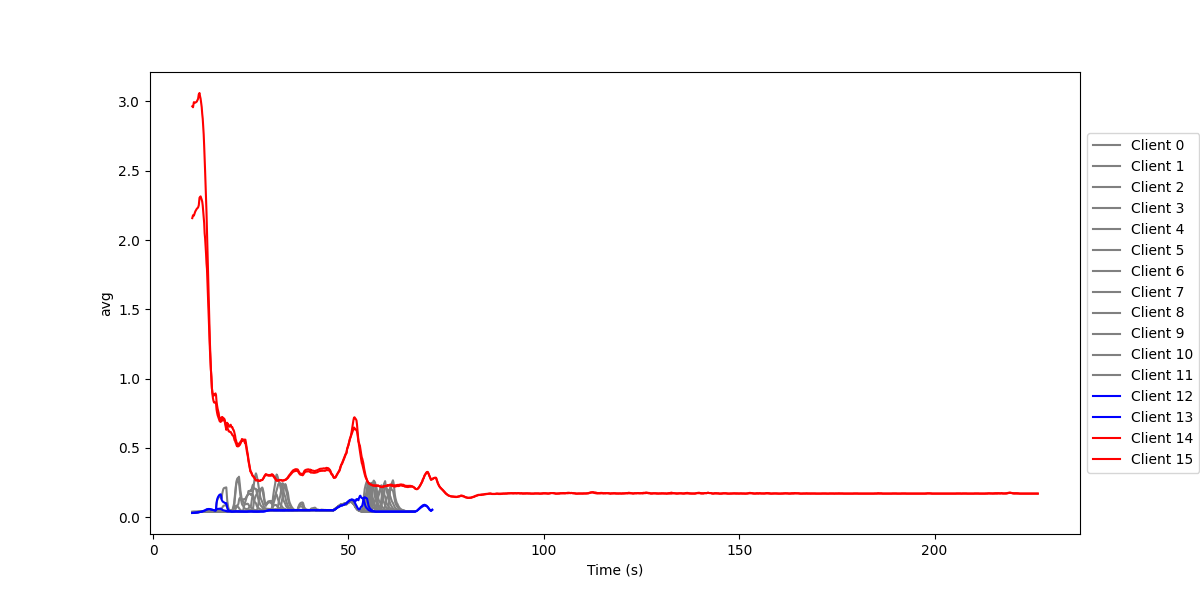 3.0
2.5
2.0
1.5
1.0
0.5
0.0
avg
0
50
100
150
200
Time (s)
Client 0
Client 1
Client 2
Client 3
Client 4
Client 5
Client 6
Client 7
Client 8
Client 9
Client 10
Client 11
Client 12
Client 13
Client 14
Client 15